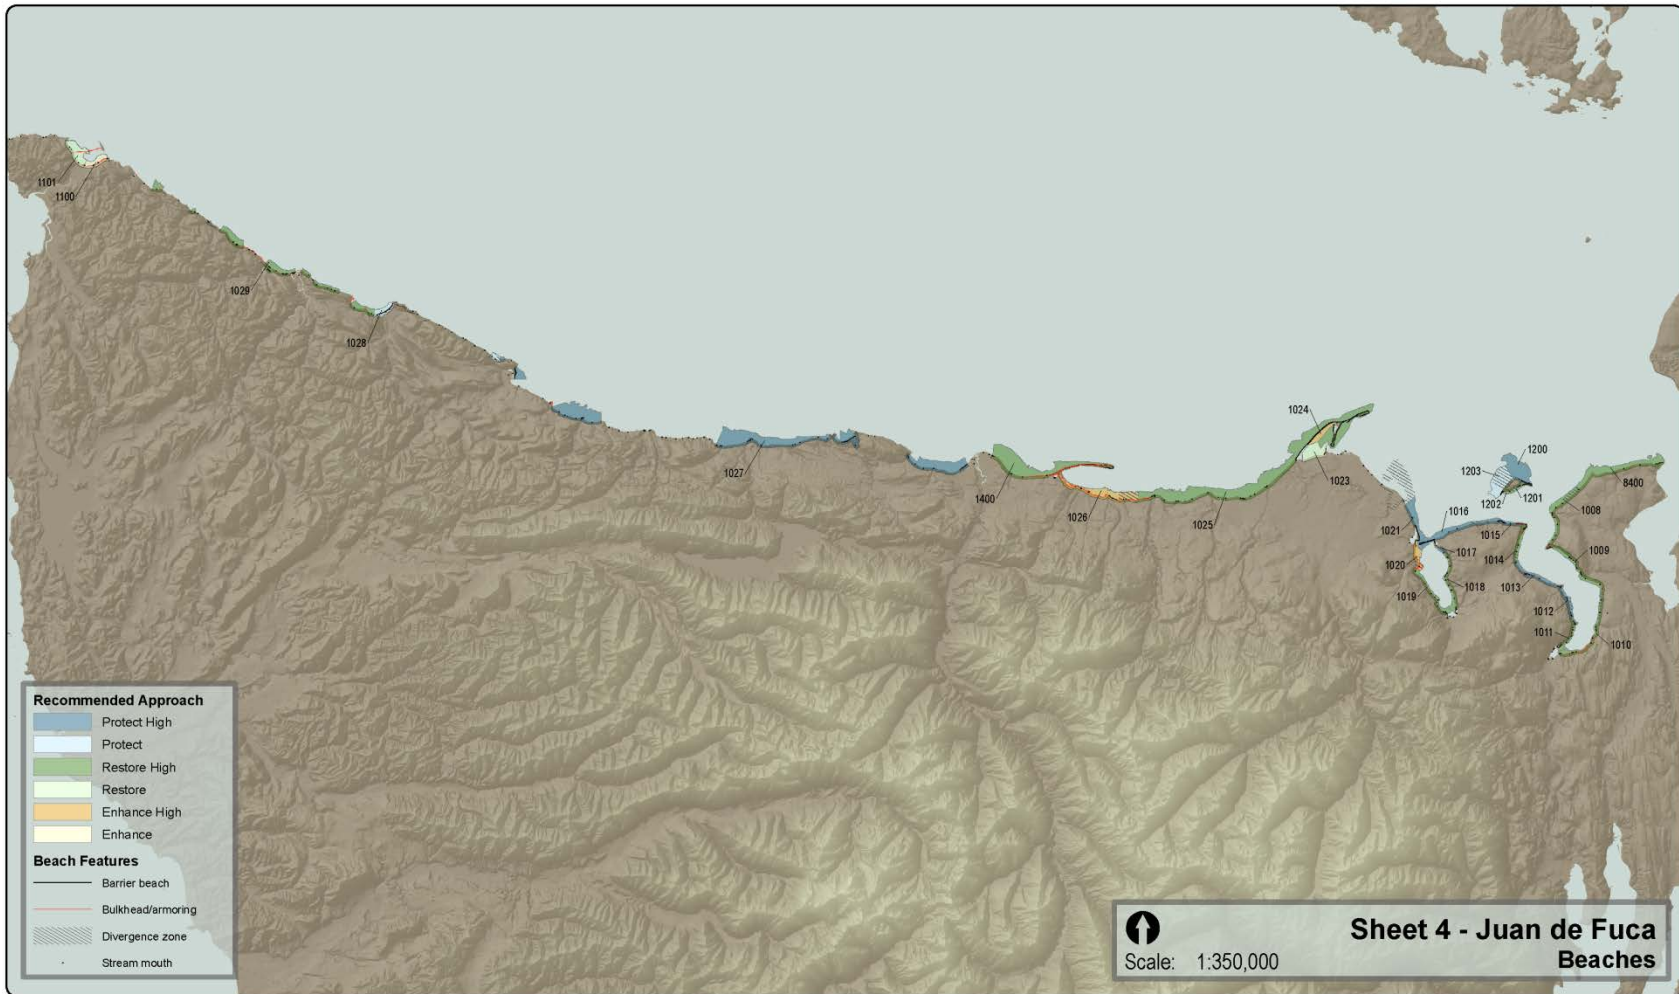 1101
1100
1029
1028
1027
1400
1026
1025
1024
1023
1200
1203
1201
1202
8400
1008
1016
1021
1015
1017
1014
1009
1020
1018
1013
1019
1012
1011
1010
Recommended Approach
Protect High
Protect
Restore High
Restore
Enhance High
Enhance
Beach Features
Barrier beach
Bulkhead/armoring
Divergence zone
Stream mouth
Sheet 4 - Juan de Fuca
Scale: 1:350,000 Beaches